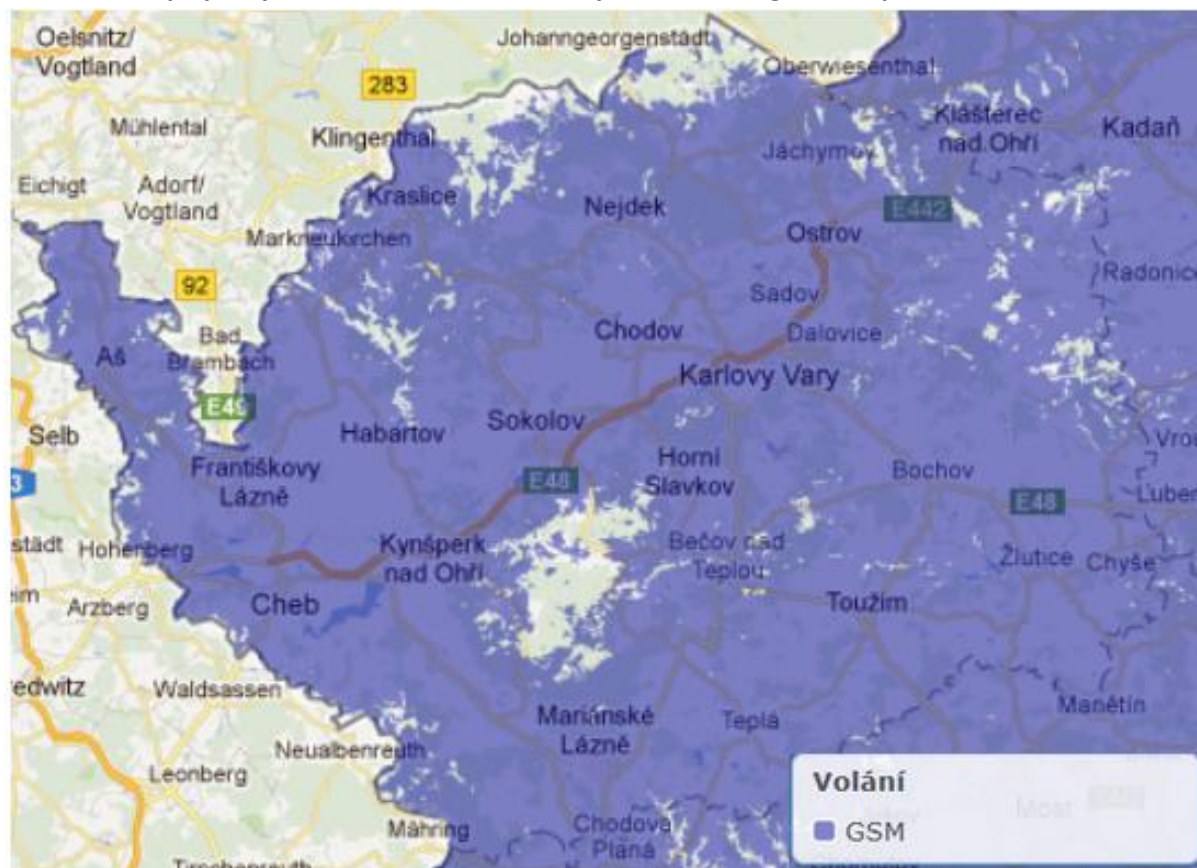 Oelsnitz/
Vogtland
Johanngeorgenstadt
283
Oberwiesenthal
Mühlental
Klingenthal
Klášterec
nad Ohří
Kadaň
Jáchymov
Eichigt
Adorf/
Vogtland
Kraslice
Nejdek
E442
Markneukirchen
Ostrov
92
Radonice
Sadov
Bad
Brambach
Chodov
Dalovice
Aš
Karlovy Vary
E49
Selb
Habartov
Sokolov
Františkovy
Lázně
Horní
Slavkov
Bochov
3
E48
E48
Hohenberg
Kynšperk
nad Ohří
Bečov nad
Teplou
Žlutice
Chyše
Arzberg
Cheb
Toužim
Waldsassen
Manětín
Mariánské
Lázně
Teplá
Neualbenreuth
Leonberg
Volání
GSM
Most
Mähring
Chodová
Planá